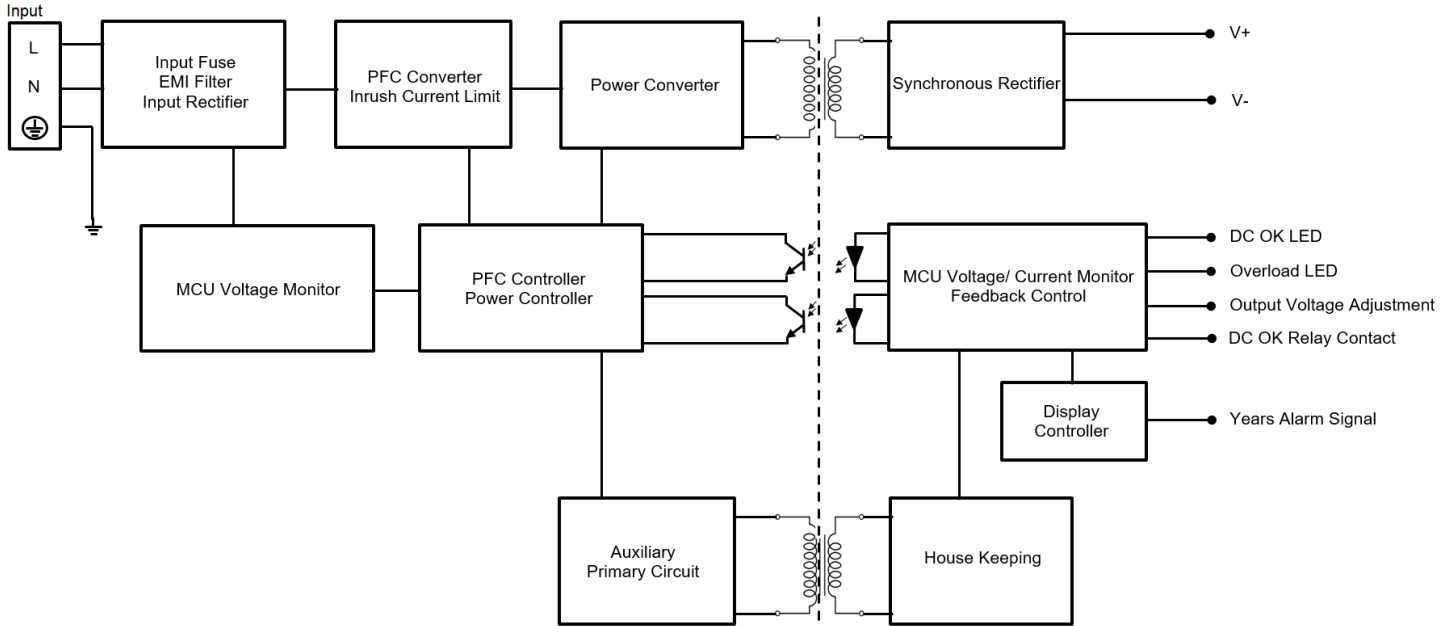 Input
L
N
Input Fuse
EMI Filter
Input Rectifier
PFC Converter
Inrush Current Limit
Power Converter
Synchronous Rectifier
V+
V-
MCU Voltage Monitor
PFC Controller
Power Controller
MCU Voltage/ Current Monitor
Feedback Control
DC OK LED
Overload LED
Output Voltage Adjustment
DC OK Relay Contact
Display
Controller
Years Alarm Signal
Auxiliary
Primary Circuit
House Keeping